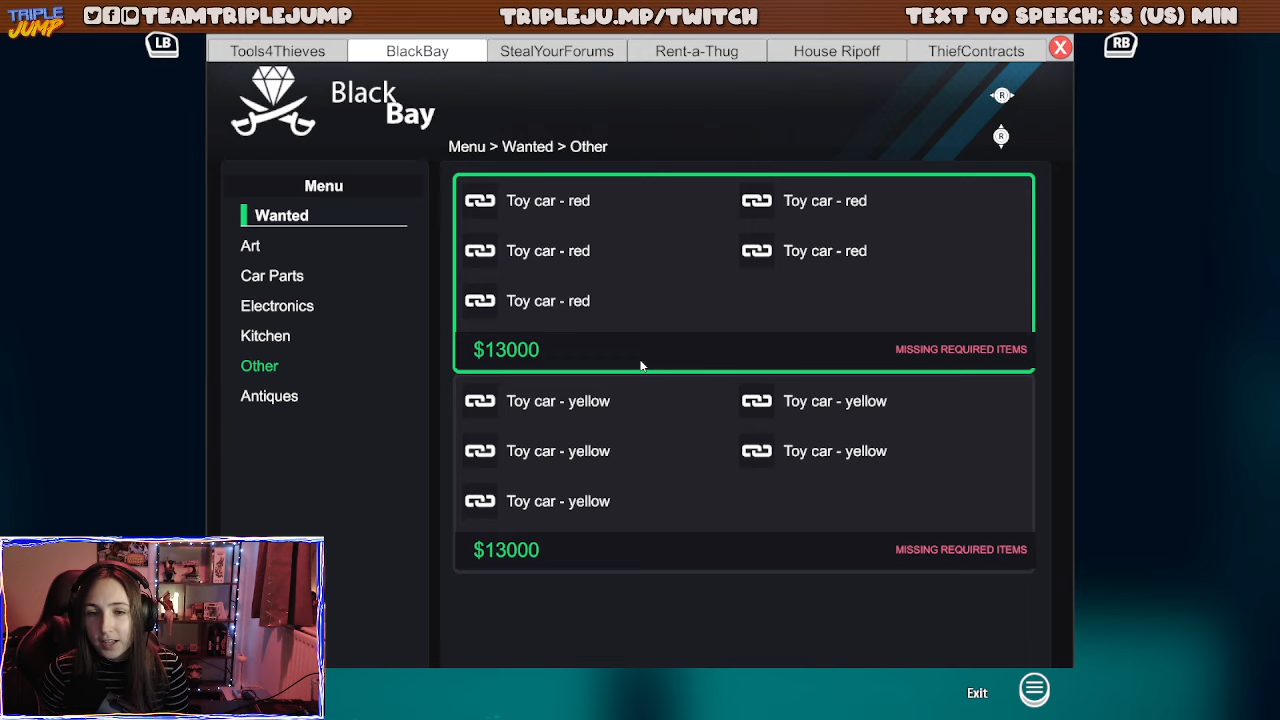 TRIPLE JUMP
TEAMTRIPLEJUMP
TRIPLEJU.MP/TWITCH
TEXT TO SPEECH: $5 (US) MIN
LB
Tools4Thieves
BlackBay
StealYourForums
Rent-a-Thug
House Ripoff
ThiefContracts
X
RB
Black
Bay
R
R
Menu > Wanted > Other
Menu
Wanted
Art
Car Parts
Electronics
Kitchen
Other
Antiques
Toy car - red
Toy car - red
Toy car - red
Toy car - red
Toy car - red
$13000
MISSING REQUIRED ITEMS
Toy car - yellow
Toy car - yellow
Toy car - yellow
Toy car - yellow
Toy car - yellow
$13000
MISSING REQUIRED ITEMS
Exit